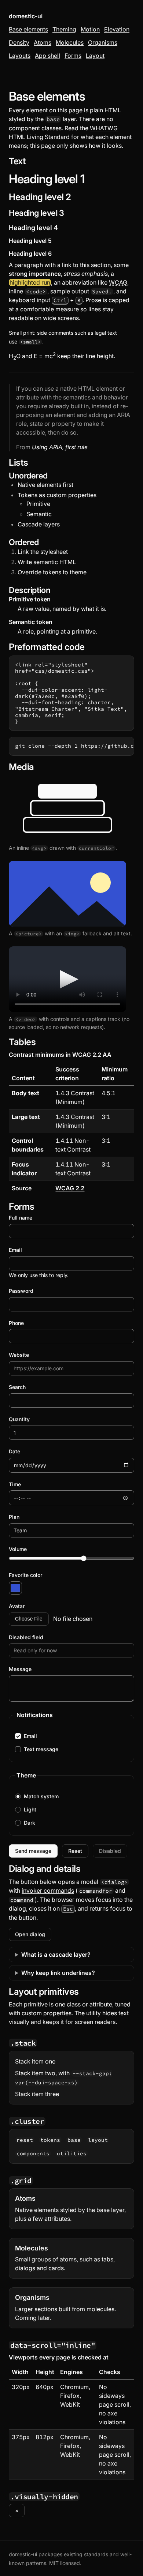 domestic-ui
Base elements Theming Motion Elevation
Density Atoms Molecules Organisms
Layouts App shell Forms Layout
Base elements
Every element on this page is plain HTML
styled by the base layer. There are no
component classes. Read the WHATWG
HTML Living Standard for what each element
means; this page only shows how it looks.
Text
Heading level 1
Heading level 2
Heading level 3
Heading level 4
Heading level 5
Heading level 6
A paragraph with a link to this section, some
strong importance, stress emphasis, a
highlighted run, an abbreviation like WCAG,
inline <code>, sample output Saved., and
keyboard input Ctrl + K. Prose is capped
at a comfortable measure so lines stay
readable on wide screens.
Small print: side comments such as legal text
use <small>.
H2O and E = mc2 keep their line height.
If you can use a native HTML element or
attribute with the semantics and behavior
you require already built in, instead of re-
purposing an element and adding an ARIA
role, state or property to make it
accessible, then do so.
From Using ARIA, first rule
Lists
Unordered
Native elements first
Tokens as custom properties
Primitive
Semantic
Cascade layers
Ordered
1. Link the stylesheet
2. Write semantic HTML
3. Override tokens to theme
Description
Primitive token
A raw value, named by what it is.
Semantic token
A role, pointing at a primitive.
Preformatted code
<link rel="stylesheet"
href="css/domestic.css">
:root {
--dui-color-accent: light-
dark(#7a2e0c, #e2a4f0);
--dui-font-heading: charter,
"Bitstream Charter", "Sitka Text",
cambria, serif;
}
git clone --depth 1 https://github.c
Media
An inline <svg> drawn with currentColor.
A <picture> with an <img> fallback and alt text.
0:00
A <video> with controls and a captions track (no
source loaded, so no network requests).
Tables
Contrast minimums in WCAG 2.2 AA
Content Success criterion Minimum ratio
Body text 1.4.3 Contrast (Minimum) 4.5:1
Large text 1.4.3 Contrast (Minimum) 3:1
Control boundaries 1.4.11 Non-text Contrast 3:1
Focus indicator 1.4.11 Non-text Contrast 3:1
Source WCAG 2.2
Forms
Full name
Email
We only use this to reply.
Password
Phone
Website
https://example.com
Search
Quantity
1
Date
mm/dd/yyyy
Time
--:-- --
Plan
Team
Volume
Favorite color
Avatar
Choose File No file chosen
Disabled field
Read only for now
Message
Notifications
Email
Text message
Theme
Match system
Light
Dark
Send message Reset Disabled
Dialog and details
The button below opens a modal <dialog>
with invoker commands (commandfor and
command). Focus moves into the
dialog, close it on Esc, and returns focus to
the button.
Open dialog
What is a cascade layer?
Why keep link underlines?
Layout primitives
Each primitive is one class or attribute, tuned
with custom properties. The utility hides text
visually and keeps it for screen readers.
.stack
Stack item one
Stack item two, with --stack-gap:
var(--dui-space-xs)
Stack item three
.cluster
reset tokens base layout
components utilities
.grid
Atoms
Native elements styled by the base layer,
plus a few attributes.
Molecules
Small groups of atoms, such as tabs,
dialogs and cards.
Organisms
Larger sections built from molecules.
Coming later.
data-scroll="inline"
Viewports every page is checked at
Width Height Engines Checks
320px 640px Chromium, Firefox, WebKit No sideways page scroll, no axe violations
375px 812px Chromium, Firefox, WebKit No sideways page scroll, no axe violations
.visually-hidden
×
domestic-ui packages existing standards and well-
known patterns. MIT licensed.